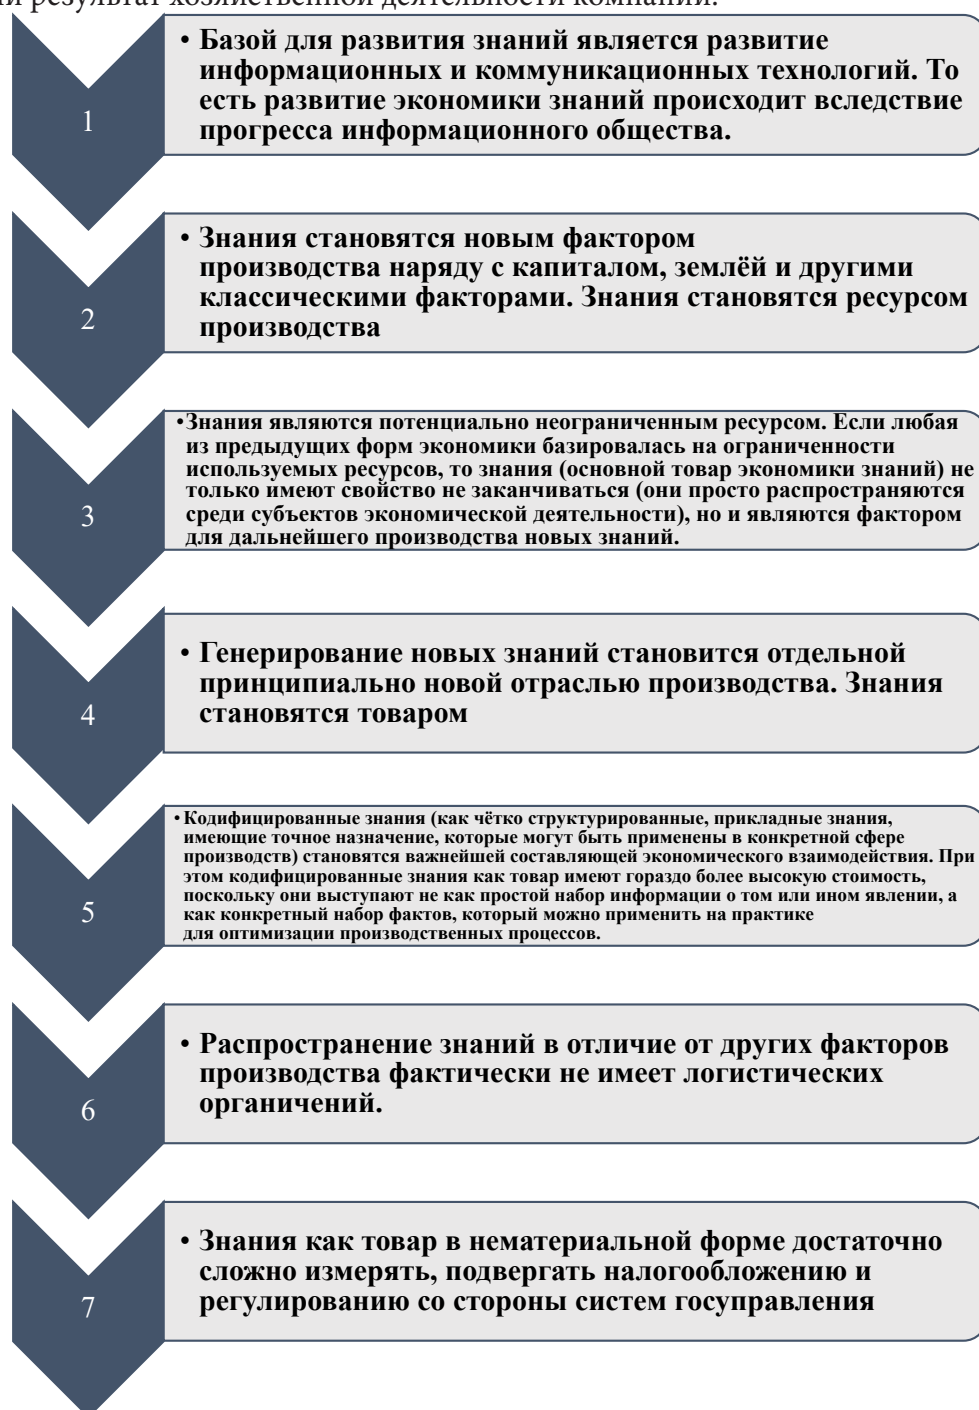 и результат хозяйственной деятельности компании.
• Базой для развития знаний является развитие
информационных и коммуникационных технологий. То
есть развитие экономики знаний происходит вследствие
прогресса информационного общества.
1
• Знания становятся новым фактором
производства наряду с капиталом, землёй и другими
классическими факторами. Знания становятся ресурсом
производства
2
•Знания являются потенциально неограниченным ресурсом. Если любая
из предыдущих форм экономики базировалась на ограниченности
используемых ресурсов, то знания (основной товар экономики знаний) не
только имеют свойство не заканчиваться (они просто распространяются
среди субъектов экономической деятельности), но и являются фактором
для дальнейшего производства новых знаний.
3
• Генерирование новых знаний становится отдельной
принципиально новой отраслью производства. Знания
становятся товаром
4
• Кодифицированные знания (как чётко структурированные, прикладные знания,
имеющие точное назначение, которые могут быть применены в конкретной сфере
производств) становятся важнейшей составляющей экономического взаимодействия. При
этом кодифицированные знания как товар имеют гораздо более высокую стоимость,
поскольку они выступают не как простой набор информации о том или ином явлении, а
как конкретный набор фактов, который можно применить на практике
для оптимизации производственных процессов.
5
• Распространение знаний в отличие от других факторов
производства фактически не имеет логистических
органичений.
6
• Знания как товар в нематериальной форме достаточно
сложно измерять, подвергать налогообложению и
регулированию со стороны систем госуправления
7